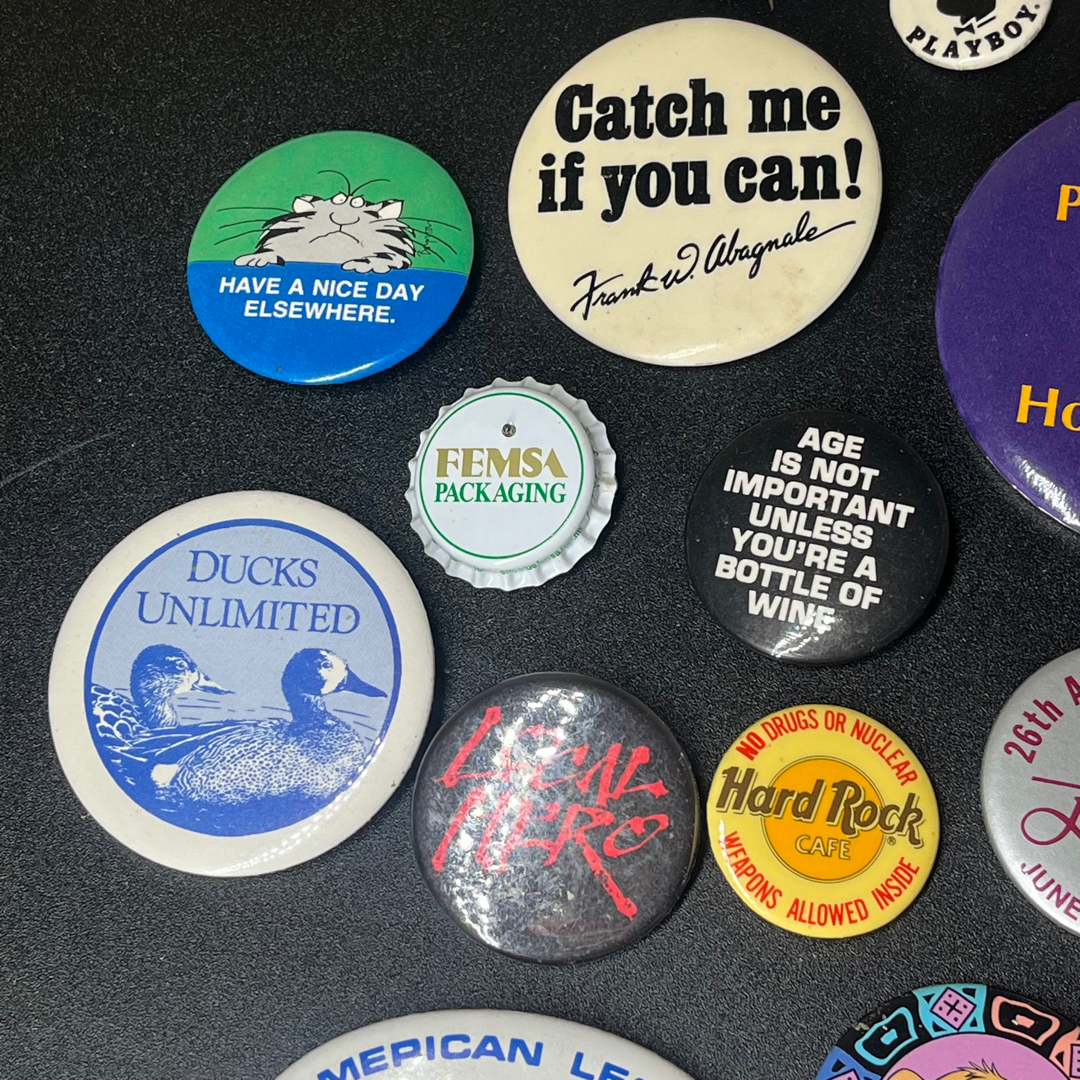 PLAYBOY.
Catch me
if you can!
Frank W. Abagnale
HAVE A NICE DAY
ELSEWHERE.
P
Ho
FEMSA
PACKAGING
AGE
IS NOT
IMPORTANT
UNLESS
YOU'RE A
BOTTLE OF
WINE
DUCKS
UNLIMITED
LOCAL
HERO
NO DRUGS OR NUCLEAR
Hard Rock
CAFE
®
WEAPONS ALLOWED INSIDE
26th A
JUNE
MERICAN LE